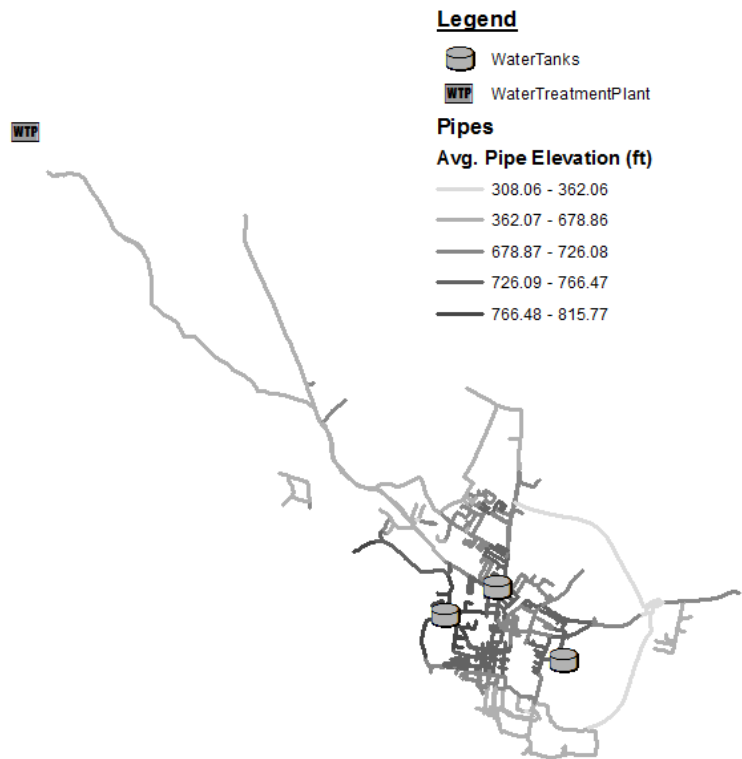 Legend
WaterTanks
WTP WaterTreatmentPlant
WTP
Pipes
Avg. Pipe Elevation (ft)
308.06 - 362.06
362.07 - 678.86
678.87 - 726.08
726.09 - 766.47
766.48 - 815.77